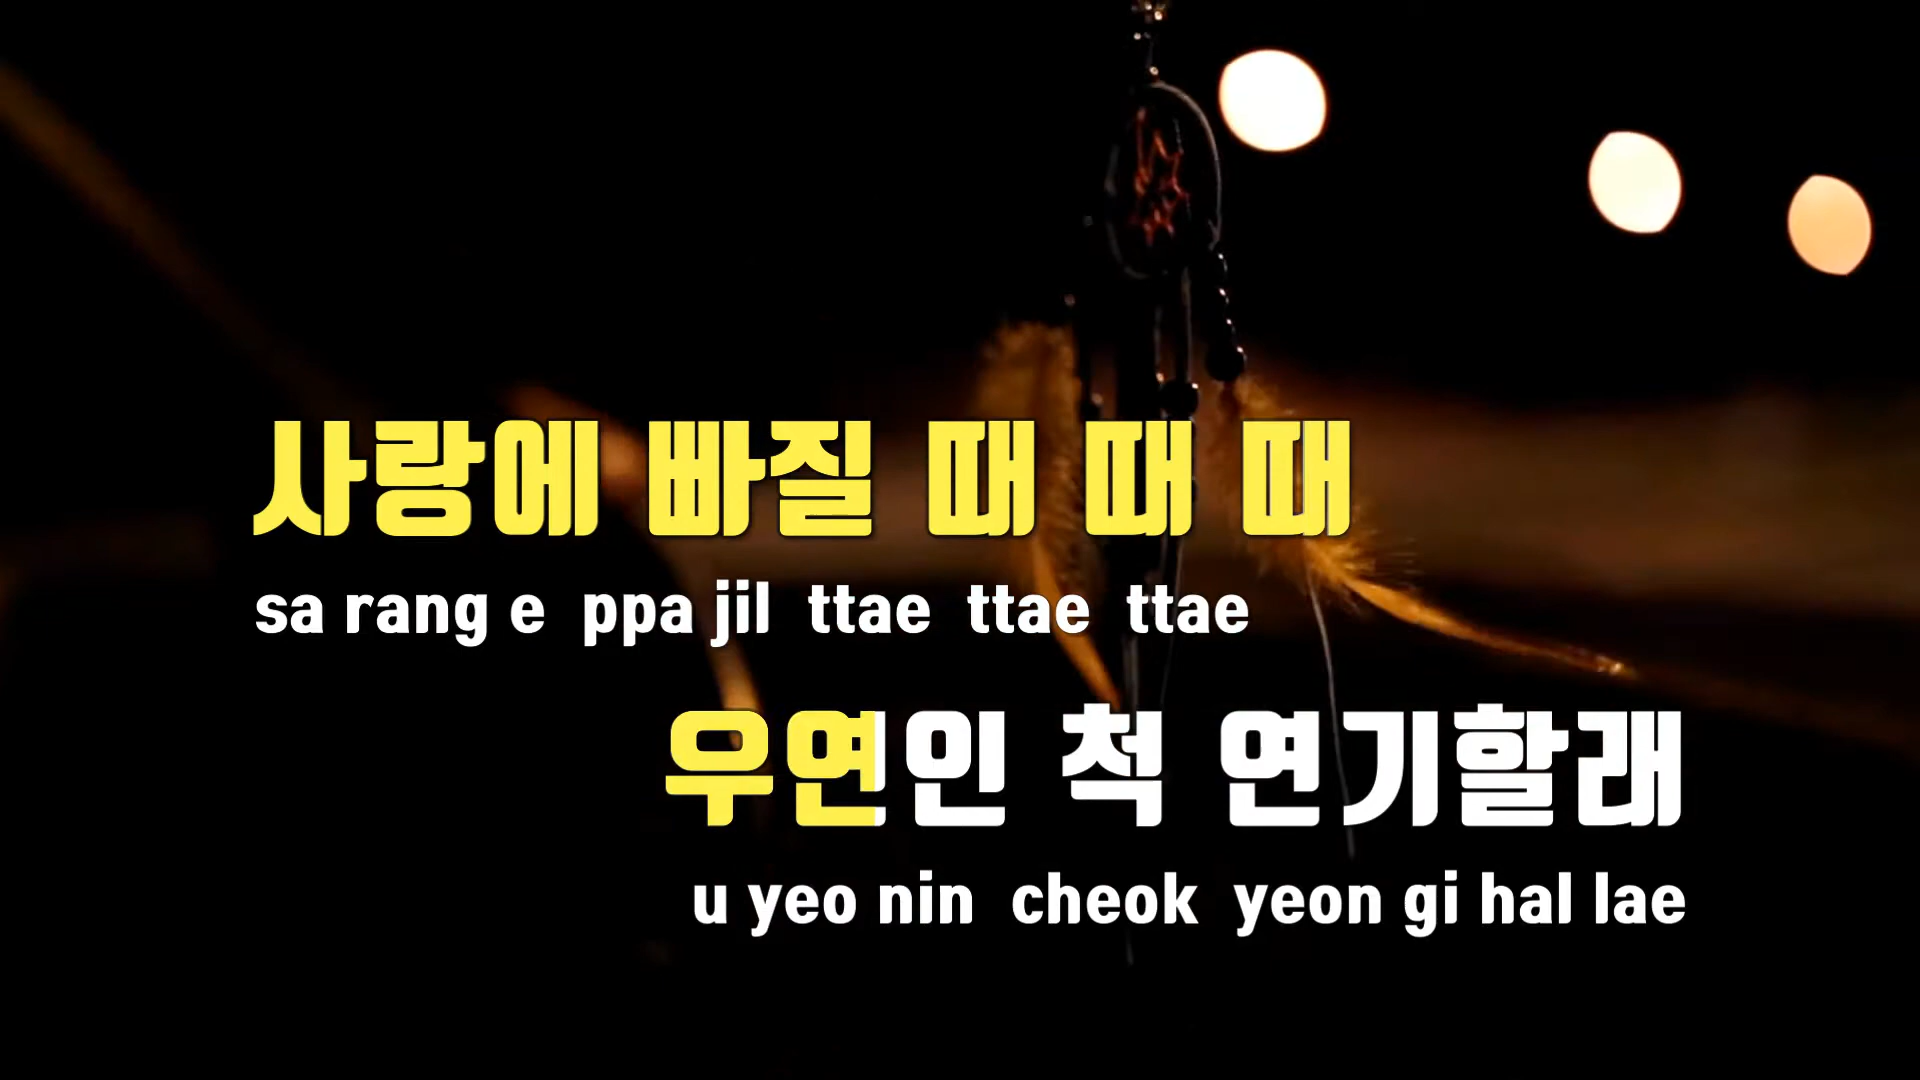 사랑에 빠질 때 때 때
sa rang e ppa jil ttae ttae ttae
우연인 척 연기할래
u yeo nin cheok yeon gi hal lae